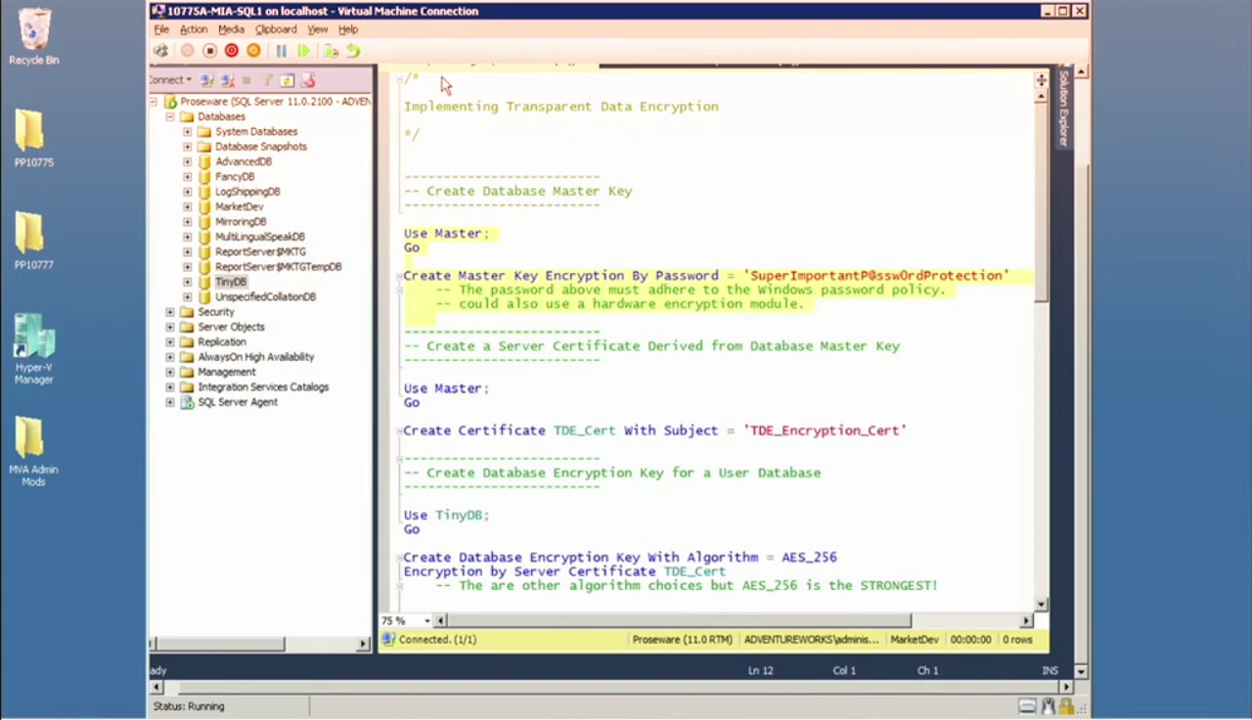 10775A-MIA-SQL1 on localhost - Virtual Machine Connection
File Action Media Clipboard View Help
Recycle Bin
PP10775
PP10777
Hyper-V
Manager
MVA Admin
Mods
Connect
Proseware (SQL Server 11.0.2100 - ADVEN
Databases
System Databases
Database Snapshots
AdvancedDB
FancyDB
LogShippingDB
MarketDev
MirroringDB
MultiLingualSpeakDB
ReportServer$MKTG
ReportServer$MKTGTempDB
TinyDB
UnspecifiedCollationDB
Security
Server Objects
Replication
AlwaysOn High Availability
Management
Integration Services Catalogs
SQL Server Agent
/*
Implementing Transparent Data Encryption
*/
-------------------------
-- Create Database Master Key
-------------------------
Use Master;
Go
Create Master Key Encryption By Password = 'SuperImportantP@ssw0rdProtection'
-- The password above must adhere to the Windows password policy.
-- could also use a hardware encryption module.
-------------------------
-- Create a Server Certificate Derived from Database Master Key
-------------------------
Use Master;
Go
Create Certificate TDE_Cert With Subject = 'TDE_Encryption_Cert'
-------------------------
-- Create Database Encryption Key for a User Database
-------------------------
Use TinyDB;
Go
Create Database Encryption Key With Algorithm = AES_256
Encryption by Server Certificate TDE_Cert
-- The are other algorithm choices but AES_256 is the STRONGEST!
75 %
Connected. (1/1) Proseware (11.0 RTM) ADVENTUREWORKS\adminis... MarketDev 00:00:00 0 rows
Solution Explorer
ady Ln 12 Col 1 Ch 1 INS
Status: Running